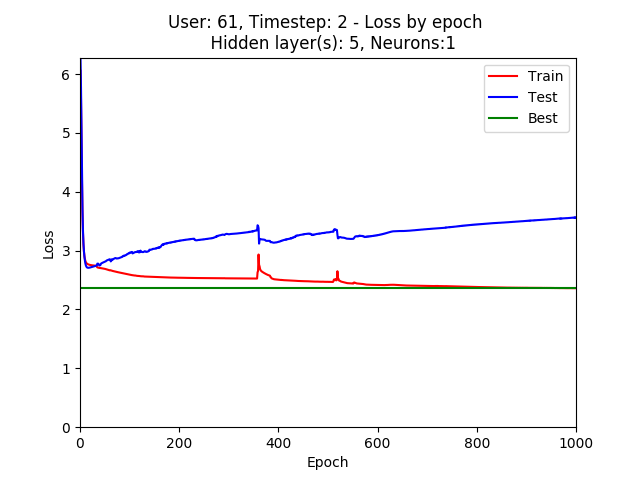 User: 61, Timestep: 2 - Loss by epoch
Hidden layer(s): 5, Neurons:1
Train
Test
Best
6
5
4
3
2
1
0
Loss
0
200
400
600
800
1000
Epoch